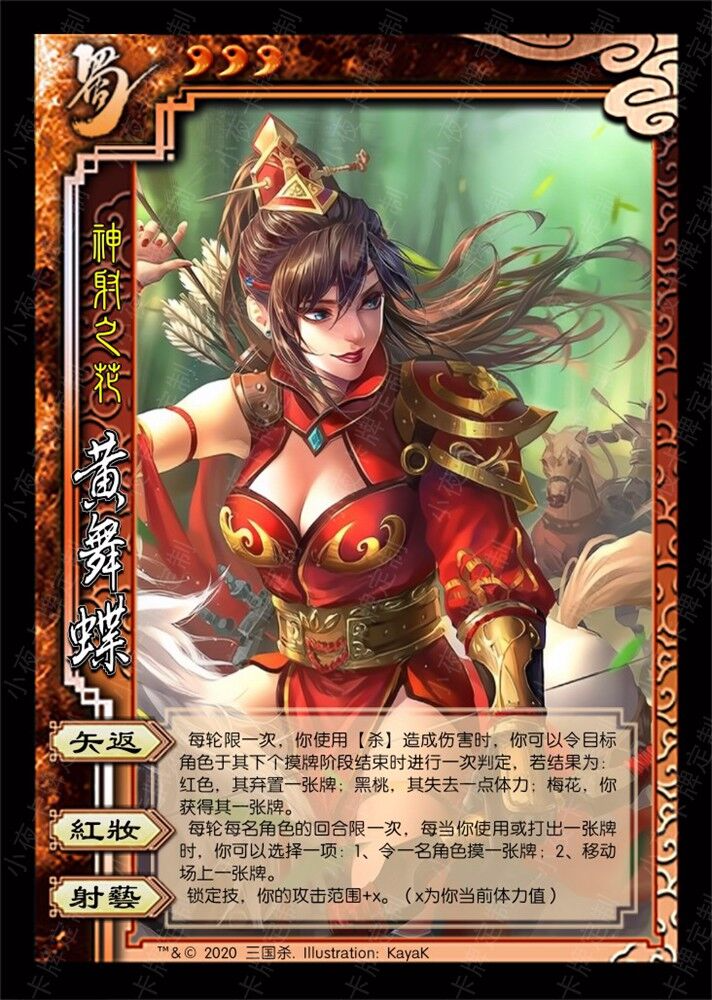 蜀
神射之花
黄舞蝶
矢返
每轮限一次，你使用【杀】造成伤害时，你可以令目标
角色于其下个摸牌阶段结束时进行一次判定，若结果为：
红色，其弃置一张牌；黑桃，其失去一点体力；梅花，你
获得其一张牌。
紅妝
每轮每名角色的回合限一次，每当你使用或打出一张牌
时，你可以选择一项：1、令一名角色摸一张牌；2、移动
场上一张牌。
射藝
锁定技，你的攻击范围+x。（x为你当前体力值）
™&© 2020 三国杀. Illustration: KayaK
小夜卡牌定制